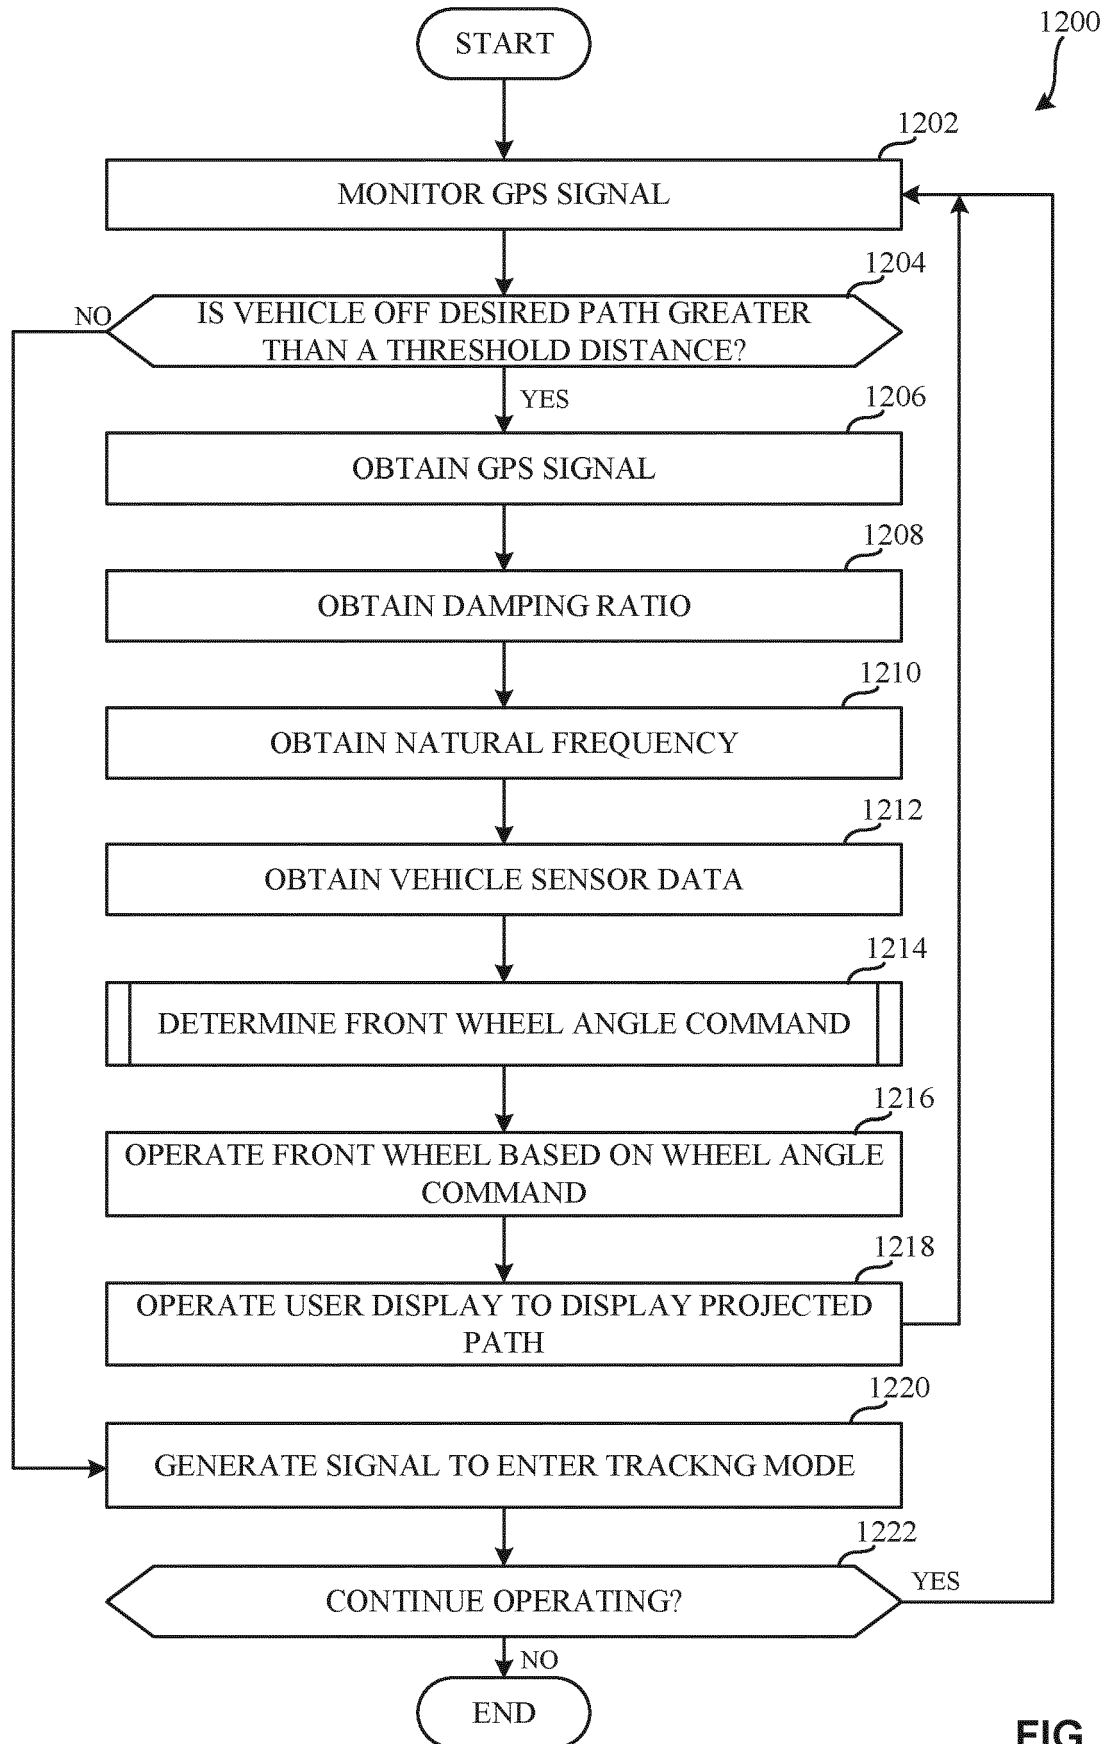 START
1200
1202
MONITOR GPS SIGNAL
1204
NO
IS VEHICLE OFF DESIRED PATH GREATER
THAN A THRESHOLD DISTANCE?
YES
1206
OBTAIN GPS SIGNAL
1208
OBTAIN DAMPING RATIO
1210
OBTAIN NATURAL FREQUENCY
1212
OBTAIN VEHICLE SENSOR DATA
1214
DETERMINE FRONT WHEEL ANGLE COMMAND
1216
OPERATE FRONT WHEEL BASED ON WHEEL ANGLE
COMMAND
1218
OPERATE USER DISPLAY TO DISPLAY PROJECTED
PATH
1220
GENERATE SIGNAL TO ENTER TRACKNG MODE
1222
CONTINUE OPERATING?
YES
NO
END
FIG